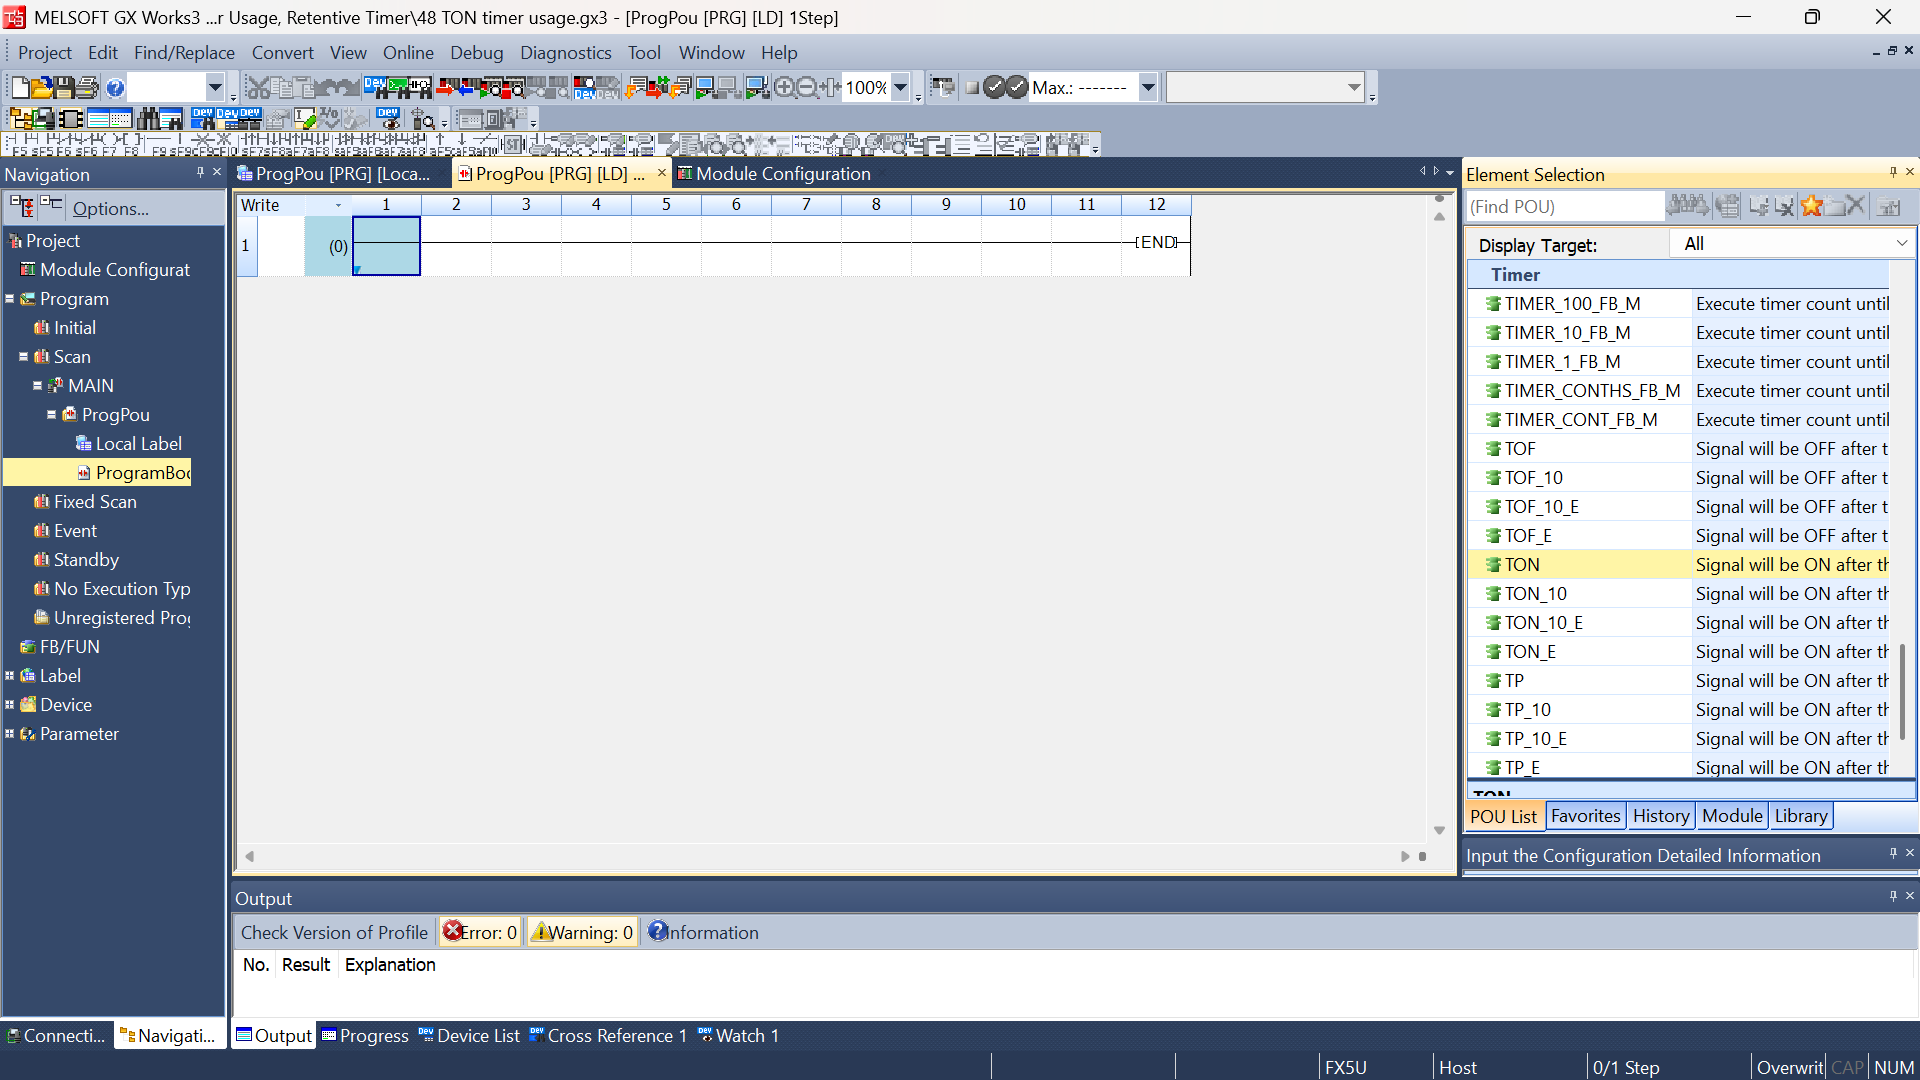 MELSOFT GX Works3 ...r Usage, Retentive Timer\48 TON timer usage.gx3 - [ProgPou [PRG] [LD] 1Step]
Project Edit Find/Replace Convert View Online Debug Diagnostics Tool Window Help
100% Max.: -------
Navigation
Options...
Project
Module Configurat
Program
Initial
Scan
MAIN
ProgPou
Local Label
ProgramBo
Fixed Scan
Event
Standby
No Execution Typ
Unregistered Pro
FB/FUN
Label
Device
Parameter
Connecti... Navigati...
ProgPou [PRG] [Loca... ProgPou [PRG] [LD] ... Module Configuration
Write 1 2 3 4 5 6 7 8 9 10 11 12
1 (0) [END]
Element Selection
(Find POU)
Display Target: All
Timer
TIMER_100_FB_M Execute timer count until
TIMER_10_FB_M Execute timer count until
TIMER_1_FB_M Execute timer count until
TIMER_CONTHS_FB_M Execute timer count until
TIMER_CONT_FB_M Execute timer count until
TOF Signal will be OFF after t
TOF_10 Signal will be OFF after t
TOF_10_E Signal will be OFF after t
TOF_E Signal will be OFF after t
TON Signal will be ON after th
TON_10 Signal will be ON after th
TON_10_E Signal will be ON after th
TON_E Signal will be ON after th
TP Signal will be ON after th
TP_10 Signal will be ON after th
TP_10_E Signal will be ON after th
TP_E Signal will be ON after th
TON
POU List Favorites History Module Library
Input the Configuration Detailed Information
Output
Check Version of Profile Error: 0 Warning: 0 Information
No. Result Explanation
Output Progress Device List Cross Reference 1 Watch 1
FX5U Host 0/1 Step Overwrit CAP NUM